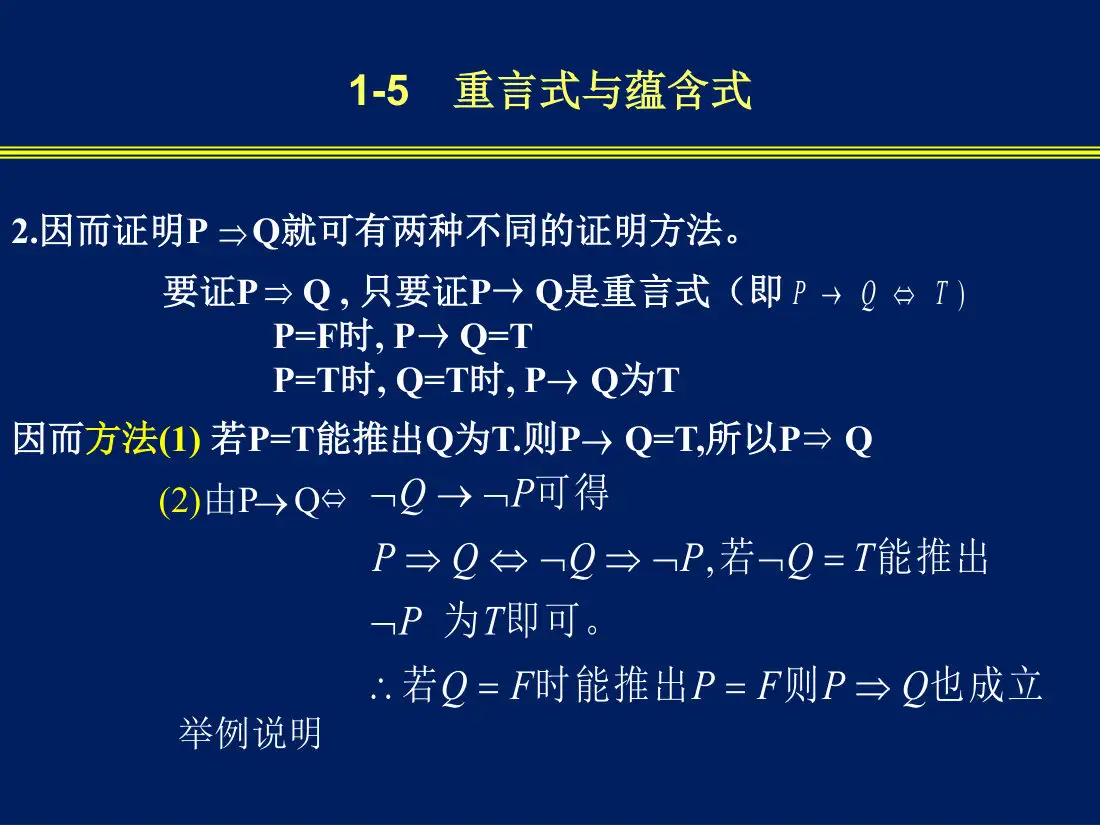 1-5 重言式与蕴含式
2.因而证明P ⇒Q就可有两种不同的证明方法。
要证P⇒ Q , 只要证P→ Q是重言式（即 P → Q ⇔ T )
P=F时, P→ Q=T
P=T时, Q=T时, P→ Q为T
因而方法(1) 若P=T能推出Q为T.则P→ Q=T,所以P⇒ Q
(2)由P→Q⇔ ¬Q → ¬P可得
P ⇒ Q ⇔ ¬Q ⇒ ¬P,若¬Q = T能推出
¬P 为T即可。
∴若Q = F时能推出P = F则P ⇒ Q也成立
举例说明